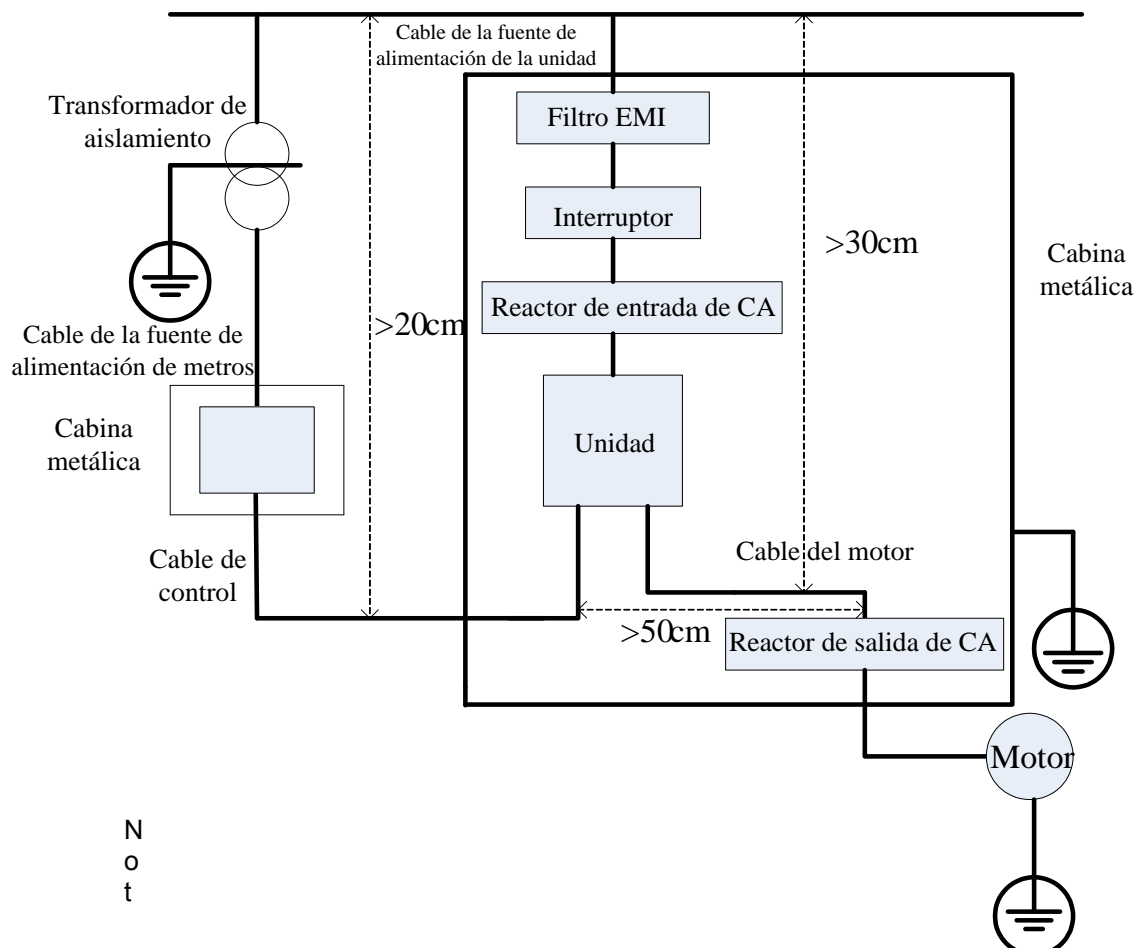 Cable de la fuente de
alimentación de la unidad
Transformador de
aislamiento
Filtro EMI
Interruptor
>30cm
Cabina
metálica
Reactor de entrada de CA
>20cm
Cable de la fuente de
alimentación de metros
Cabina
metálica
Unidad
Cable de
control
Cable del motor
>50cm
Reactor de salida de CA
Motor
N
o
t